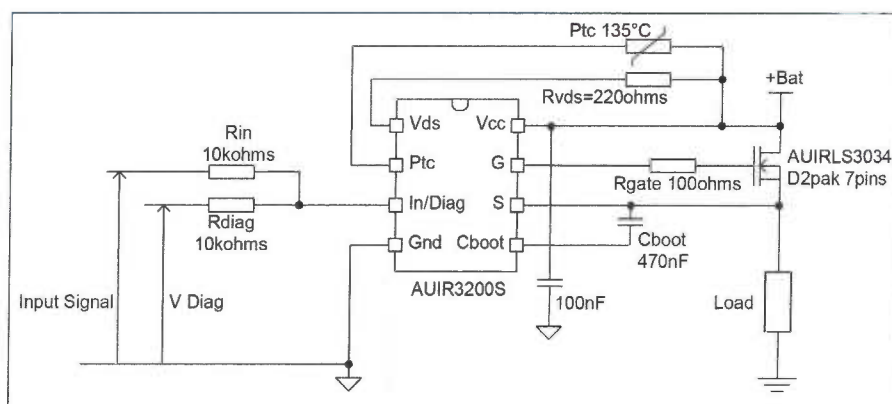 Ptc 135°C
+Bat
Rvds=220ohms
Vds
Vcc
Rin
10kohms
Ptc
G
AUIRLS3034
D2pak 7pins
Rgate 100ohms
In/Diag
S
Rdiag
10kohms
Gnd
Cboot
Cboot
470nF
Input Signal
V Diag
AUIR3200S
100nF
Load